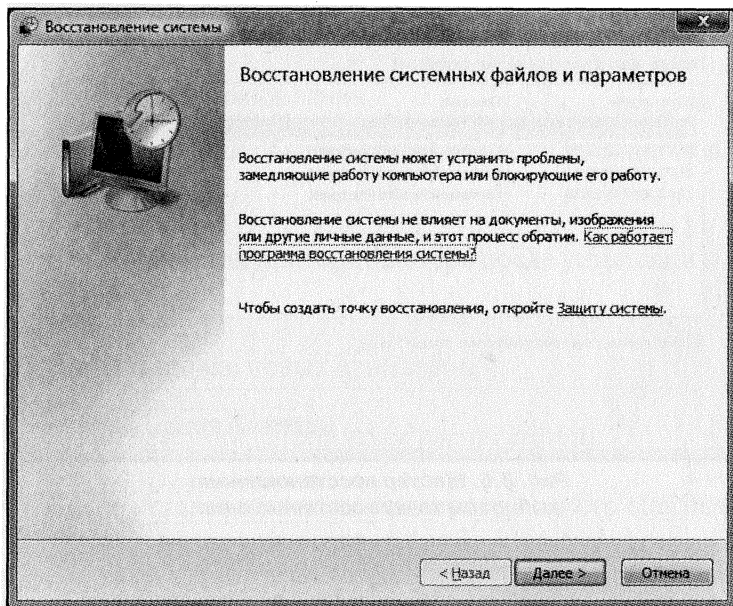 Восстановление системы
Восстановление системных файлов и параметров
Восстановление системы может устранить проблемы,
замедляющие работу компьютера или блокирующие его работу.
Восстановление системы не влияет на документы, изображения
или другие личные данные, и этот процесс обратим. Как работает
программа восстановления системы?
Чтобы создать точку восстановления, откройте Защиту системы.
< Назад Далее > Отмена